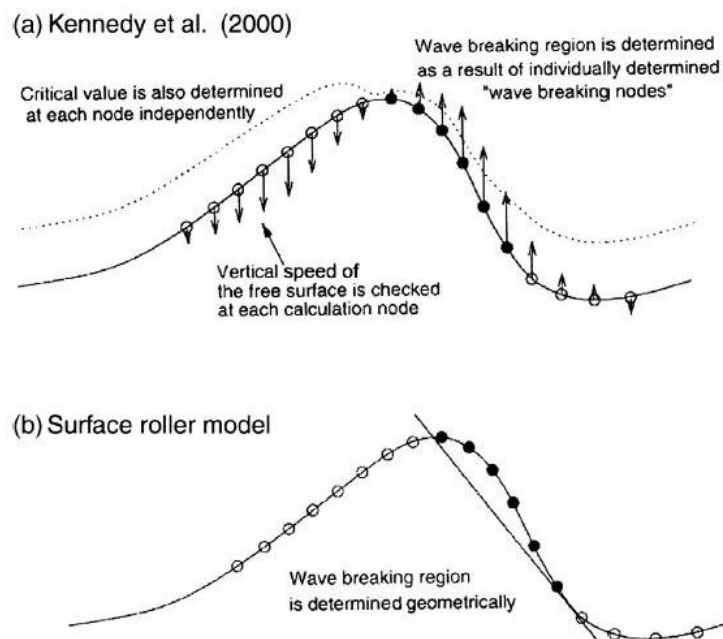 (a) Kennedy et al. (2000)
Wave breaking region is determined
as a result of individually determined
"wave breaking nodes"
Critical value is also determined
at each node independently
Vertical speed of
the free surface is checked
at each calculation node
(b) Surface roller model
Wave breaking region
is determined geometrically